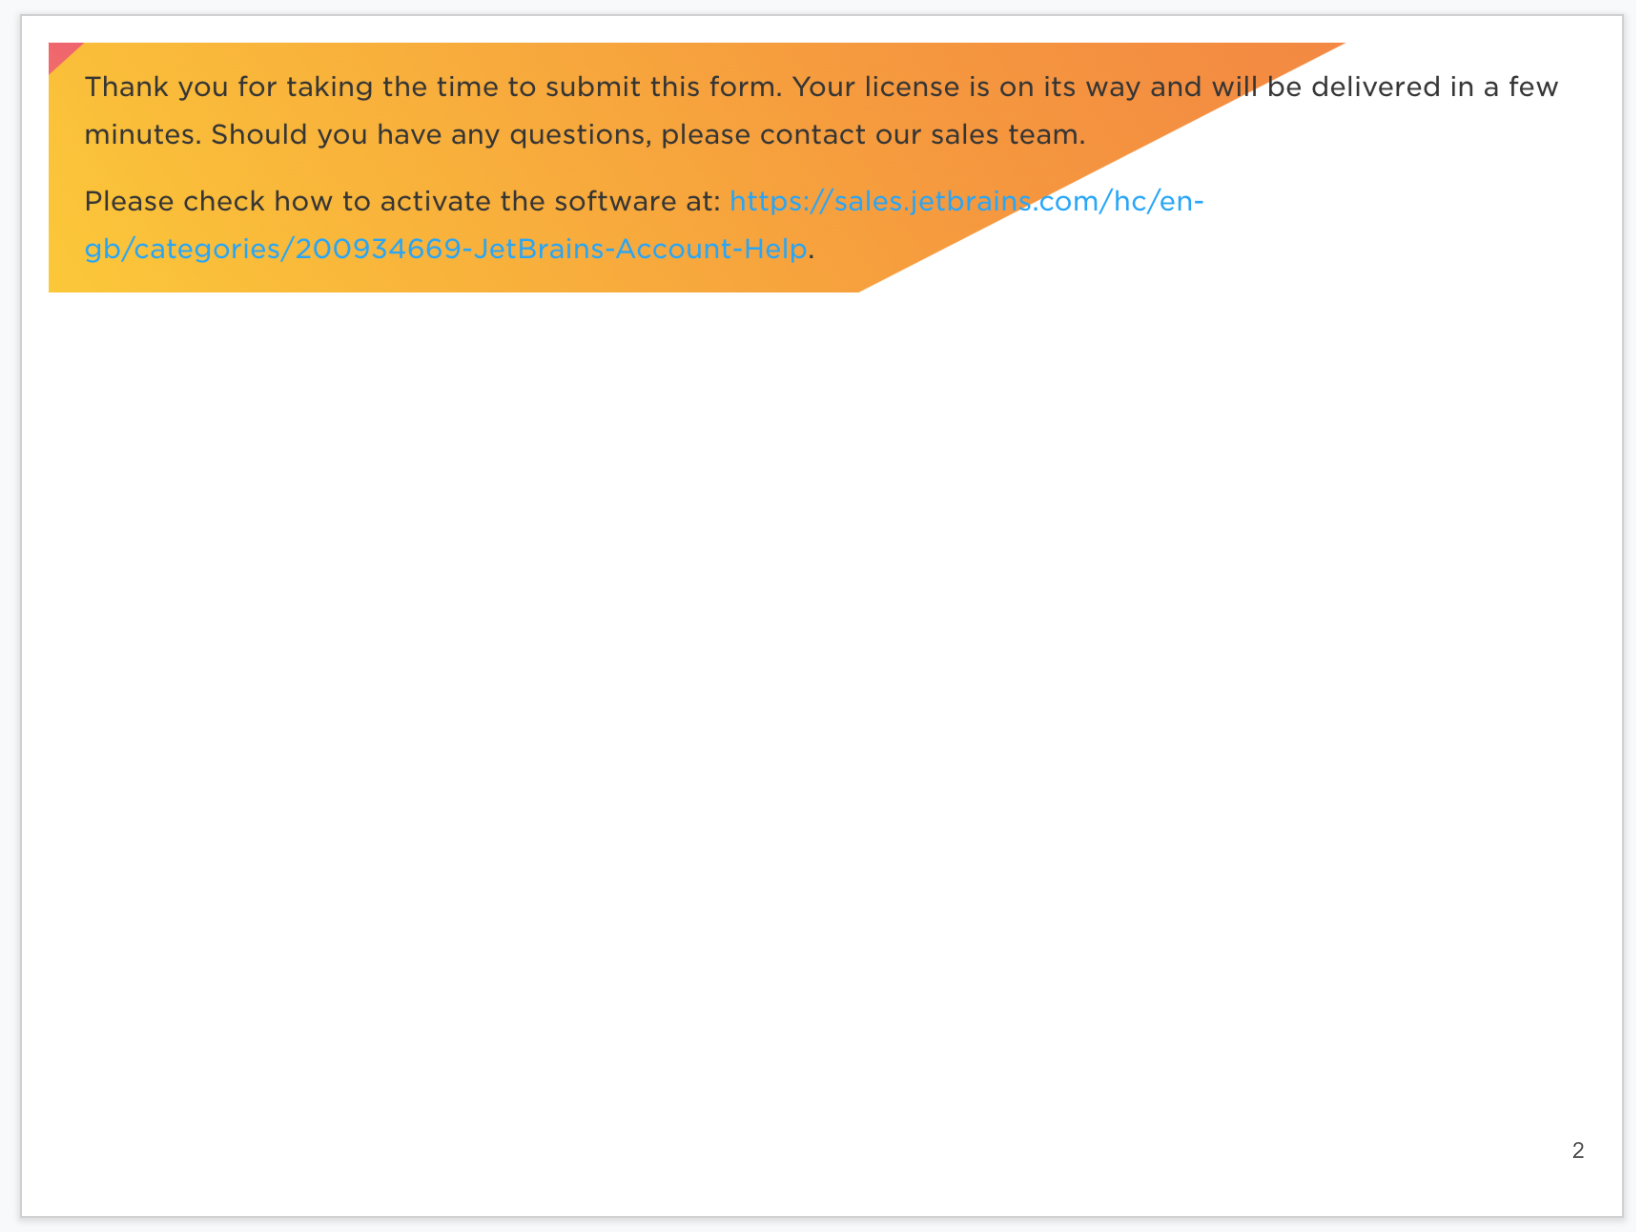 Thank you for taking the time to submit this form. Your license is on its way and will be delivered in a few
minutes. Should you have any questions, please contact our sales team.
Please check how to activate the software at: https://sales.jetbrains.com/hc/en-
gb/categories/200934669-JetBrains-Account-Help.
2